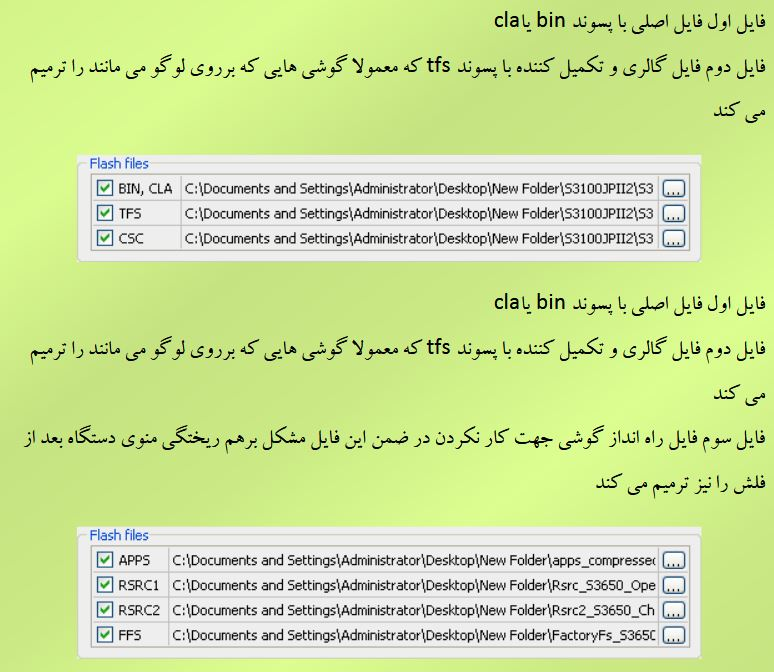 فایل اول فایل اصلی با پسوند bin یاcla
فایل دوم فایل گالری و تکمیل کننده با پسوند tfs که معمولا گوشی هایی که برروی لوگو می مانند را ترمیم
می کند
Flash files
BIN, CLA C:\Documents and Settings\Administrator\Desktop\New Folder\S3100JPII2\S3 ...
TFS C:\Documents and Settings\Administrator\Desktop\New Folder\S3100JPII2\S3 ...
CSC C:\Documents and Settings\Administrator\Desktop\New Folder\S3100JPII2\S3 ...
فایل اول فایل اصلی با پسوند bin یاcla
فایل دوم فایل گالری و تکمیل کننده با پسوند tfs که معمولا گوشی هایی که برروی لوگو می مانند را ترمیم
می کند
فایل سوم فایل راه انداز گوشی جهت کار نکردن در ضمن این فایل مشکل برهم ریختگی منوی دستگاه بعد از
فلش را نیز ترمیم می کند
Flash files
APPS C:\Documents and Settings\Administrator\Desktop\New Folder\apps_compressec ...
RSRC1 C:\Documents and Settings\Administrator\Desktop\New Folder\Rsrc_S3650_Ope ...
RSRC2 C:\Documents and Settings\Administrator\Desktop\New Folder\Rsrc2_S3650_Ch ...
FFS C:\Documents and Settings\Administrator\Desktop\New Folder\FactoryFs_S365C ...